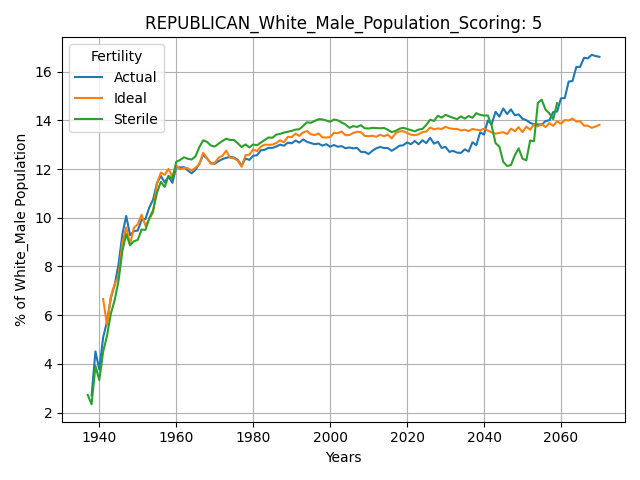 REPUBLICAN_White_Male_Population_Scoring: 5
Fertility
Actual
Ideal
Sterile
% of White_Male Population
16
14
12
10
8
6
4
2
1940 1960 1980 2000 2020 2040 2060
Years